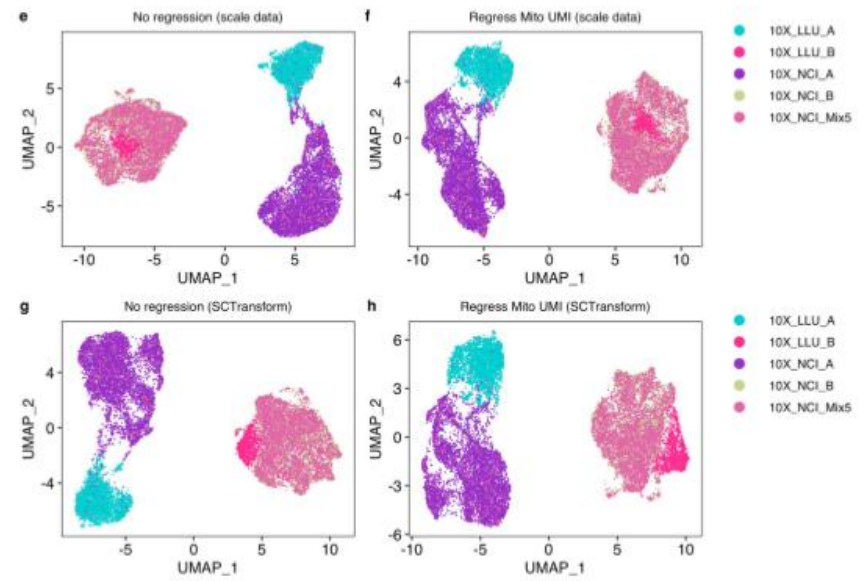 e No regression (scale data)
f Regress Mito UMI (scale data)
10X_LLU_A
10X_LLU_B
10X_NCI_A
10X_NCI_B
10X_NCI_Mix5
UMAP_2
5
0
-5
-10 -5 0 5
UMAP_1
UMAP_2
4
0
-4
-10 -5 0 5 10
UMAP_1
g No regression (SCTransform)
h Regress Mito UMI (SCTransform)
10X_LLU_A
10X_LLU_B
10X_NCI_A
10X_NCI_B
10X_NCI_Mix5
UMAP_2
4
0
-4
-5 0 5 10
UMAP_1
UMAP_2
6
3
0
-3
-6
-10 -5 0 5 10
UMAP_1